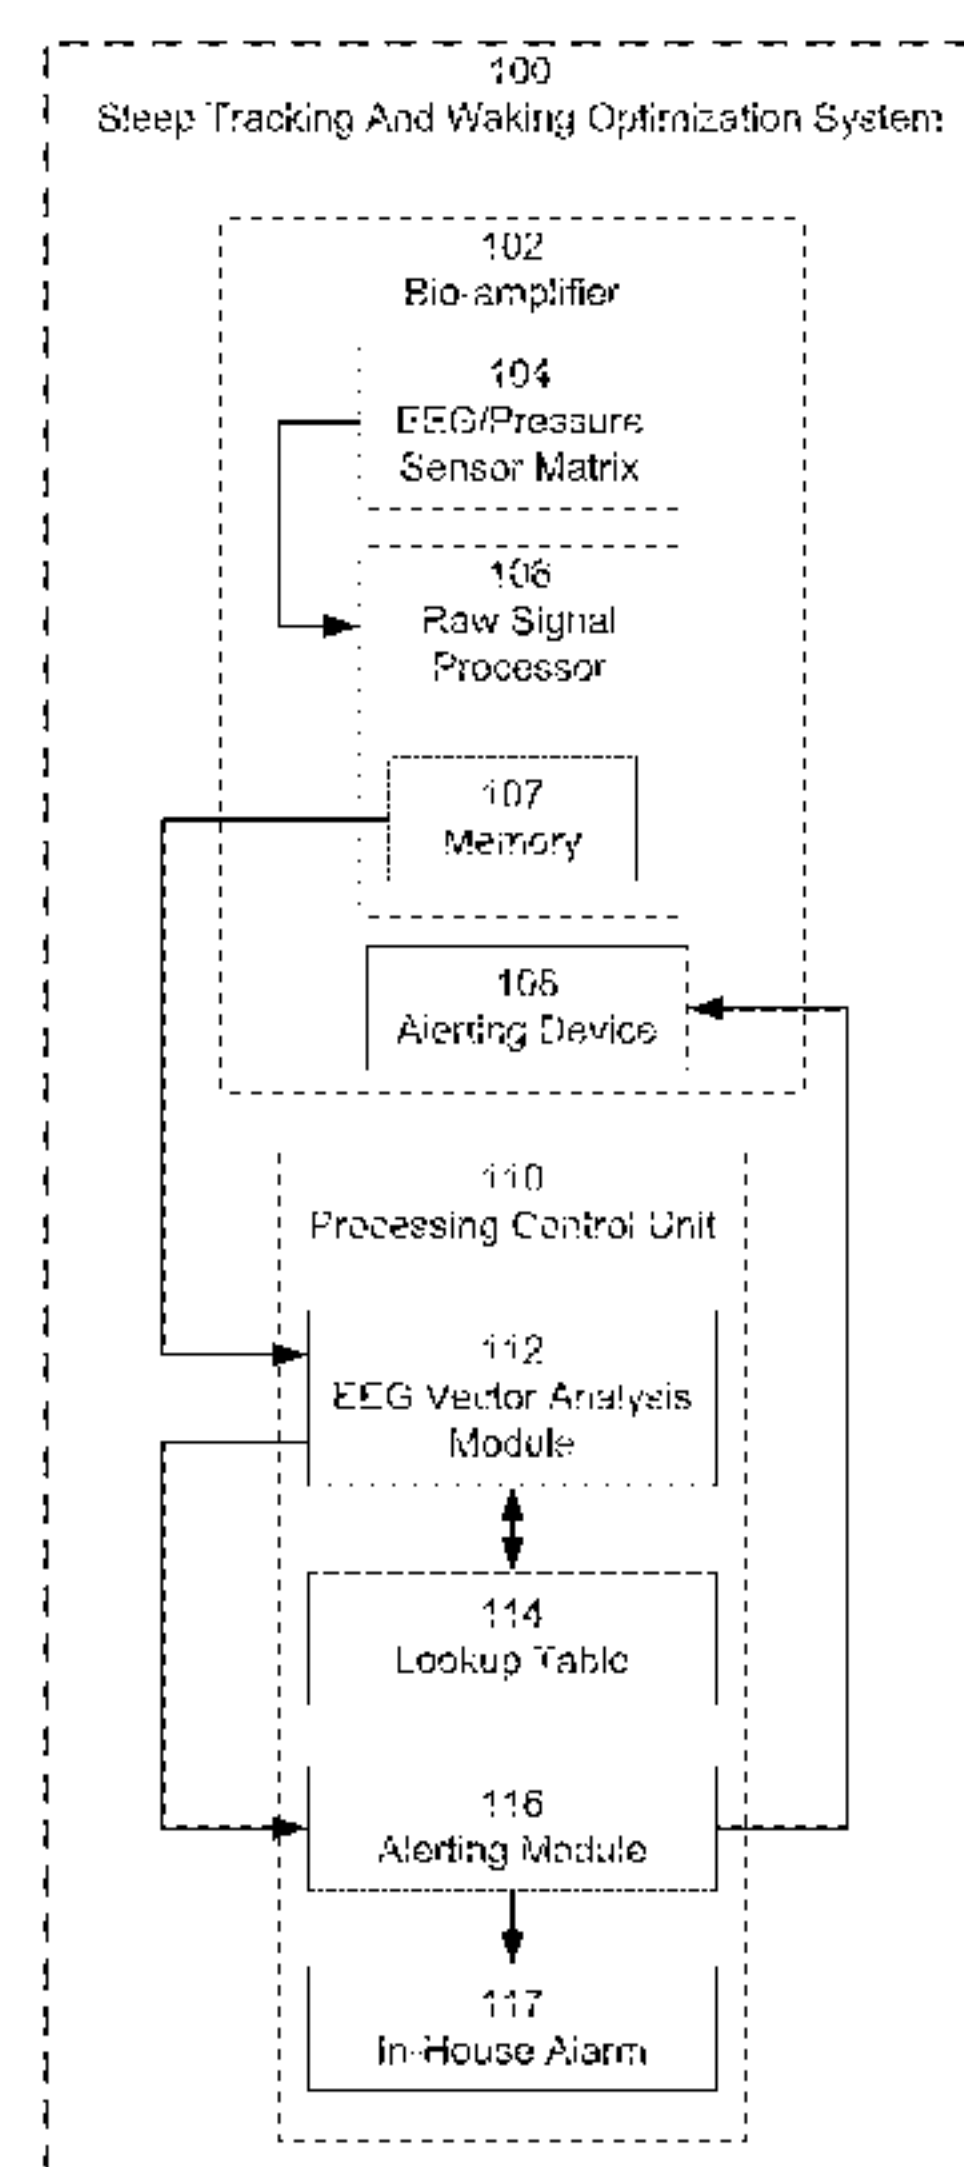 100
Sleep Tracking And Waking Optimization System
102
Bio-amplifier
104
EEG/Pressure
Sensor Matrix
106
Raw Signal
Processor
107
Memory
108
Alerting Device
110
Processing Control Unit
112
EEG Vector Analysis
Module
114
Lookup Table
116
Alerting Module
117
In-House Alarm